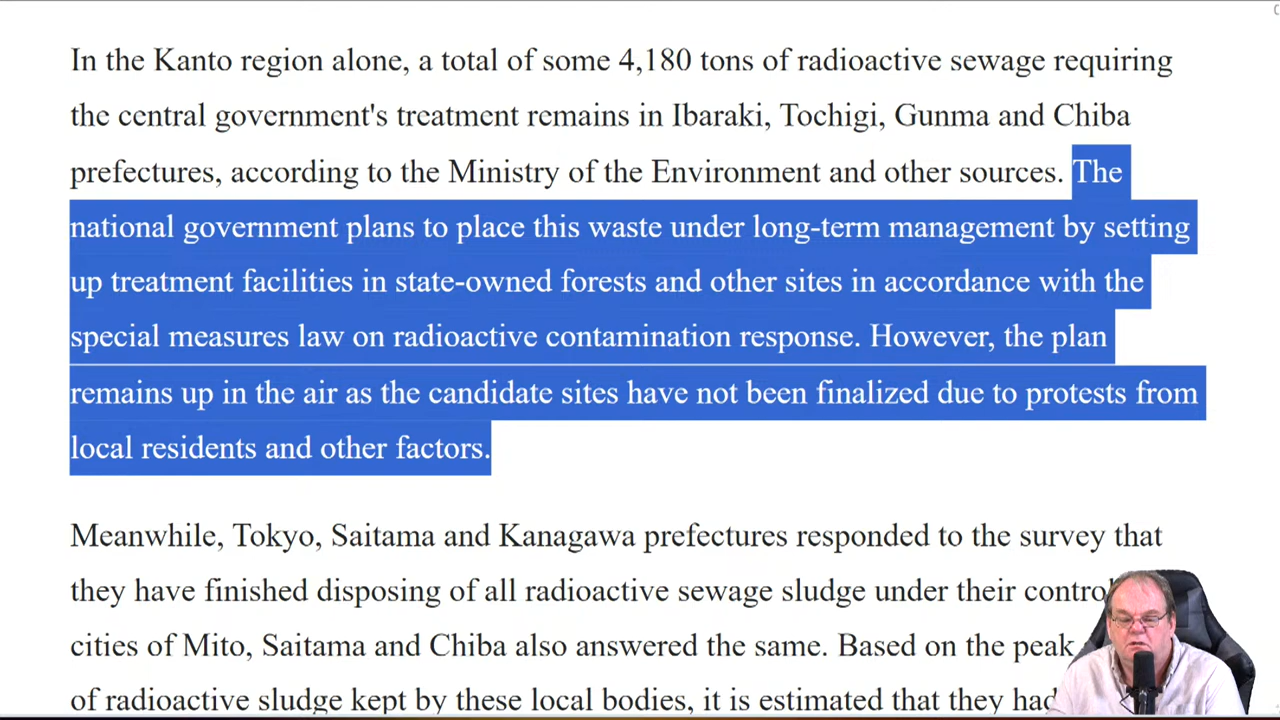 In the Kanto region alone, a total of some 4,180 tons of radioactive sewage requiring
the central government's treatment remains in Ibaraki, Tochigi, Gunma and Chiba
prefectures, according to the Ministry of the Environment and other sources. The
national government plans to place this waste under long-term management by setting
up treatment facilities in state-owned forests and other sites in accordance with the
special measures law on radioactive contamination response. However, the plan
remains up in the air as the candidate sites have not been finalized due to protests from
local residents and other factors.
Meanwhile, Tokyo, Saitama and Kanagawa prefectures responded to the survey that
they have finished disposing of all radioactive sewage sludge under their
cities of Mito, Saitama and Chiba also answered the same. Based on the peak
of radioactive sludge kept by these local bodies, it is estimated that they had